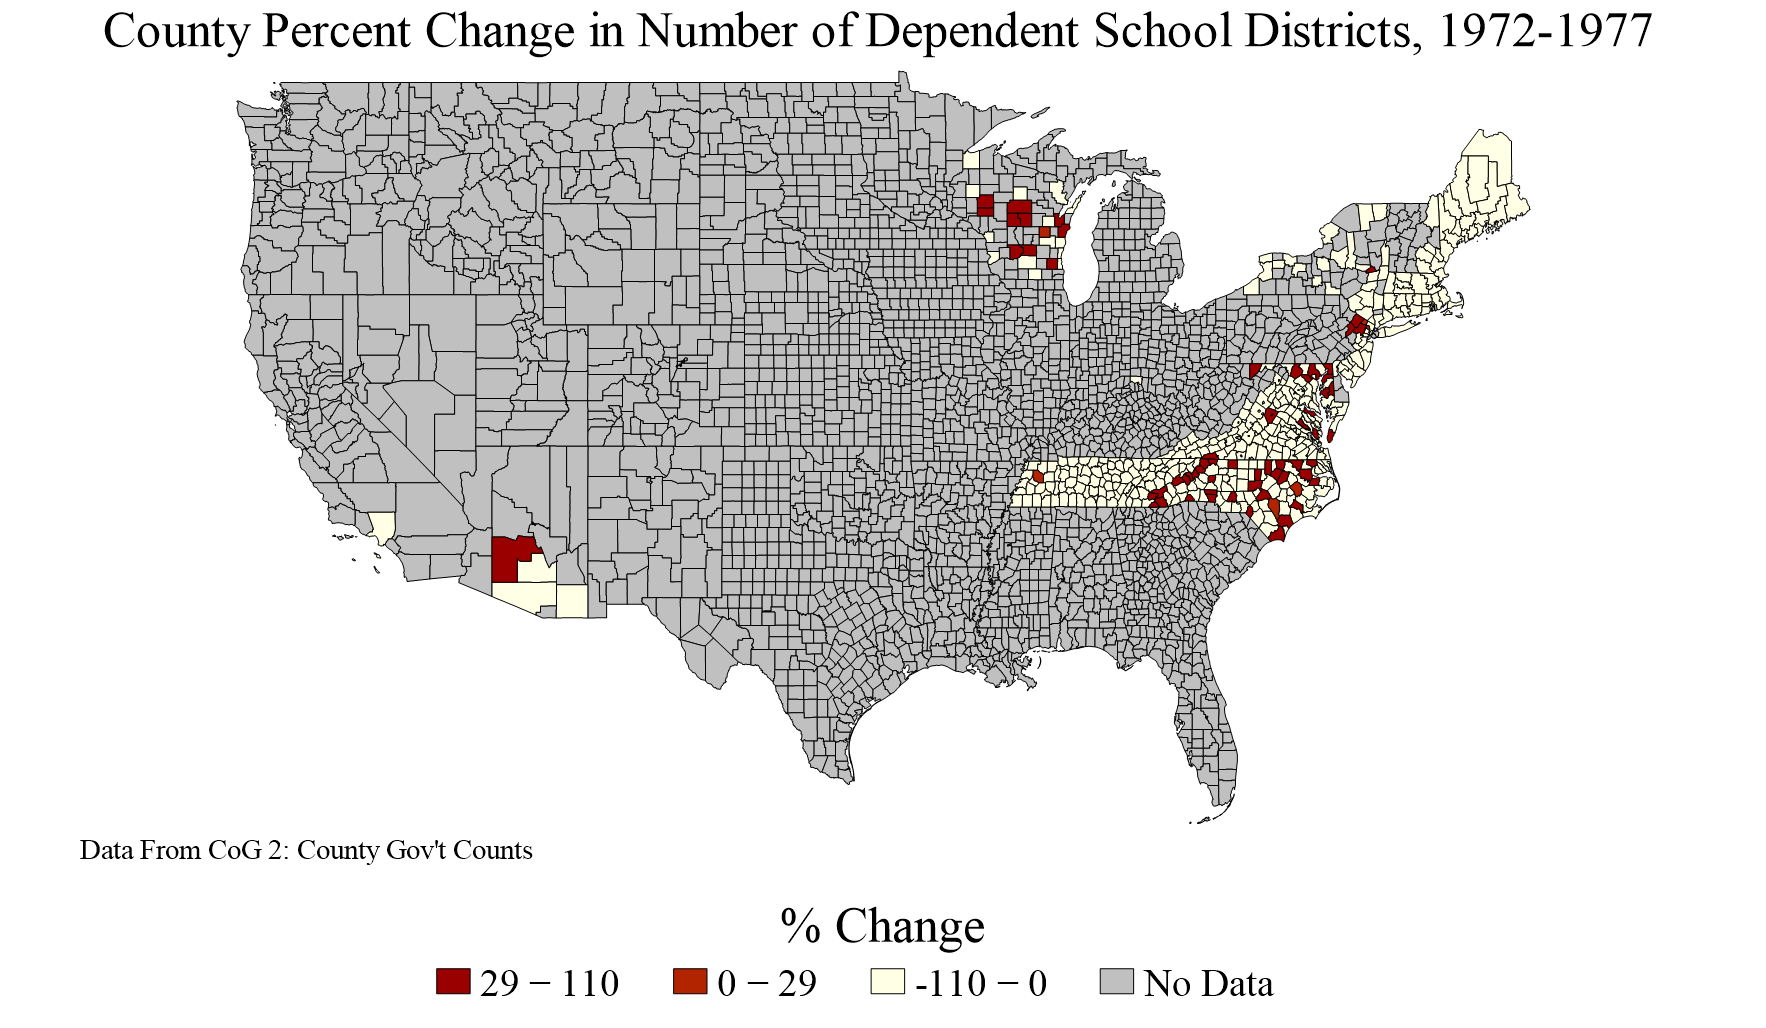 County Percent Change in Number of Dependent School Districts, 1972-1977
Data From CoG 2: County Gov't Counts
% Change
29 − 110
0 − 29
-110 − 0
No Data